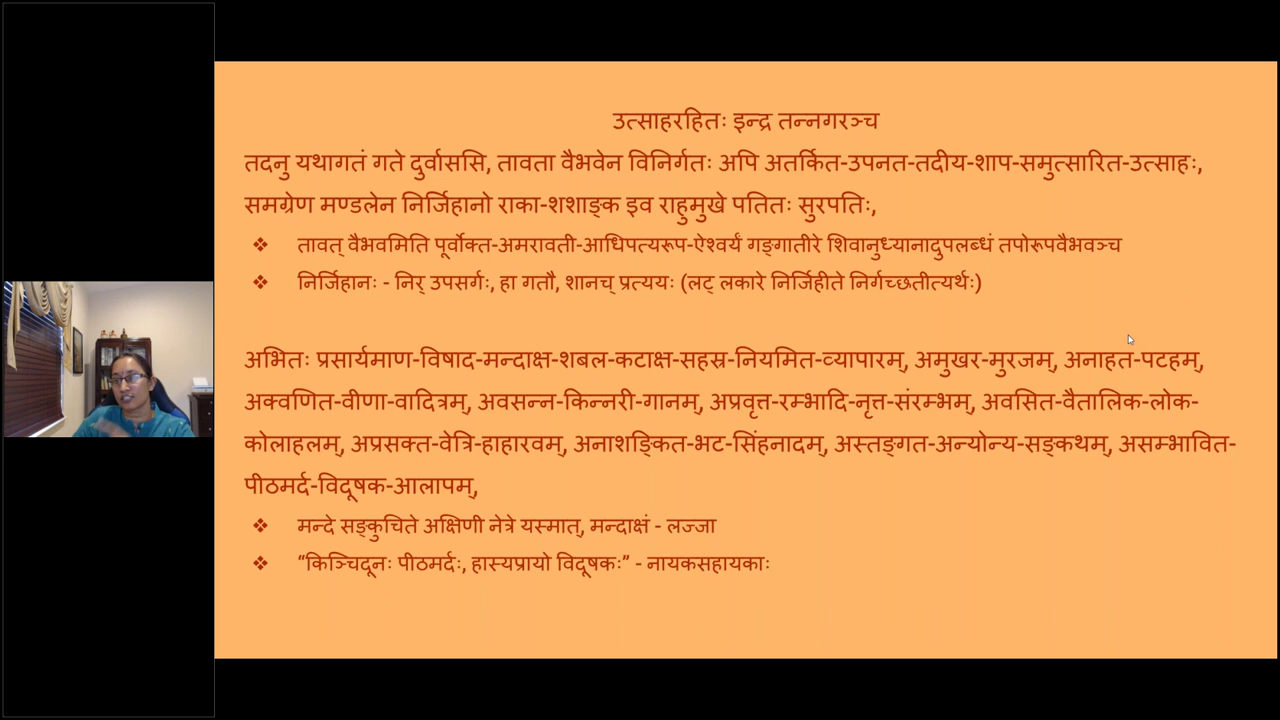 उत्साहरहितः इन्द्र तन्नगरञ्च
तदनु यथागतं गते दुर्वाससि, तावता वैभवेन विनिर्गतः अपि अतर्कित-उपनत-तदीय-शाप-समुत्सारित-उत्साहः,
समग्रेण मण्डलेन निर्जिहानो राका-शशाङ्क इव राहुमुखे पतितः सुरपतिः,
❖ तावत् वैभवमिति पूर्वोक्त-अमरावती-आधिपत्यरूप-ऐश्वर्यं गङ्गातीरे शिवानुध्यानादुपलब्धं तपोरूपवैभवञ्च
❖ निर्जिहानः - निर् उपसर्गः, हा गतौ, शानच् प्रत्ययः (लट् लकारे निर्जिहीते निर्गच्छतीत्यर्थः)
अभितः प्रसार्यमाण-विषाद-मन्दाक्ष-शबल-कटाक्ष-सहस्र-नियमित-व्यापारम्, अमुखर-मुरजम्, अनाहत-पटहम्,
अक्वणित-वीणा-वादित्रम्, अवसन्न-किन्नरी-गानम्, अप्रवृत्त-रम्भादि-नृत्त-संरम्भम्, अवसित-वैतालिक-लोक-
कोलाहलम्, अप्रसक्त-वेत्रि-हाहारवम्, अनाशङ्कित-भट-सिंहनादम्, अस्तङ्गत-अन्योन्य-सङ्कथम्, असम्भावित-
पीठमर्द-विदूषक-आलापम्,
❖ मन्दे सङ्कुचिते अक्षिणी नेत्रे यस्मात्, मन्दाक्षं - लज्जा
❖ “किञ्चिदूनः पीठमर्दः, हास्यप्रायो विदूषकः” - नायकसहायकाः